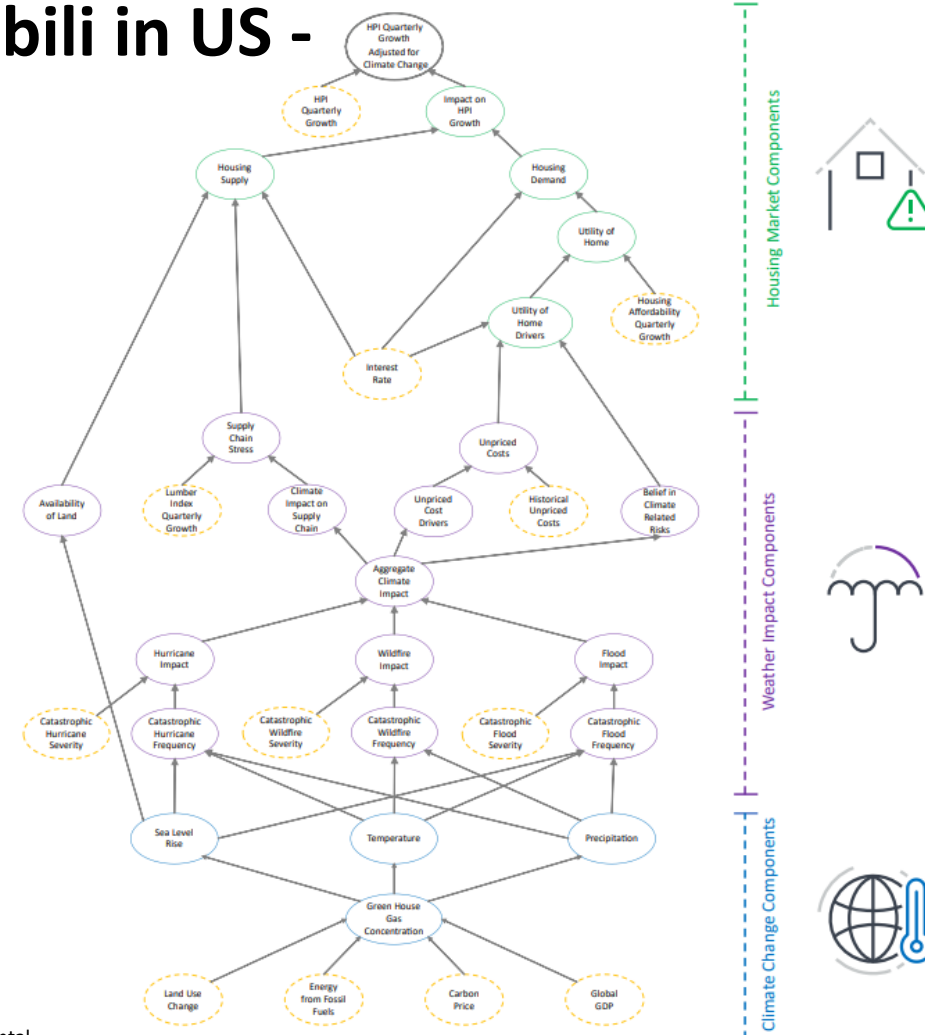 bili in US -
HPI Quarterly
Growth
Adjusted for
Climate Change
HPI
Quarterly
Growth
Impact on
HPI
Growth
Housing
Supply
Housing
Demand
Utility of
Home
Utility of
Home
Drivers
Housing
Affordability
Quarterly
Growth
Interest
Rate
Housing Market Components
Supply
Chain
Stress
Unpriced
Costs
Availability
of Land
Lumber
Index
Quarterly
Growth
Climate
Impact on
Supply
Chain
Unpriced
Cost
Drivers
Historical
Unpriced
Costs
Belief in
Climate
Related
Risks
Aggregate
Climate
Impact
Hurricane
Impact
Wildfire
Impact
Flood
Impact
Catastrophic
Hurricane
Severity
Catastrophic
Hurricane
Frequency
Catastrophic
Wildfire
Severity
Catastrophic
Wildfire
Frequency
Catastrophic
Flood
Severity
Catastrophic
Flood
Frequency
Weather Impact Components
Sea Level
Rise
Temperature
Precipitation
Green House
Gas
Concentration
Land Use
Change
Energy
from Fossil
Fuels
Carbon
Price
Global
GDP
Climate Change Components